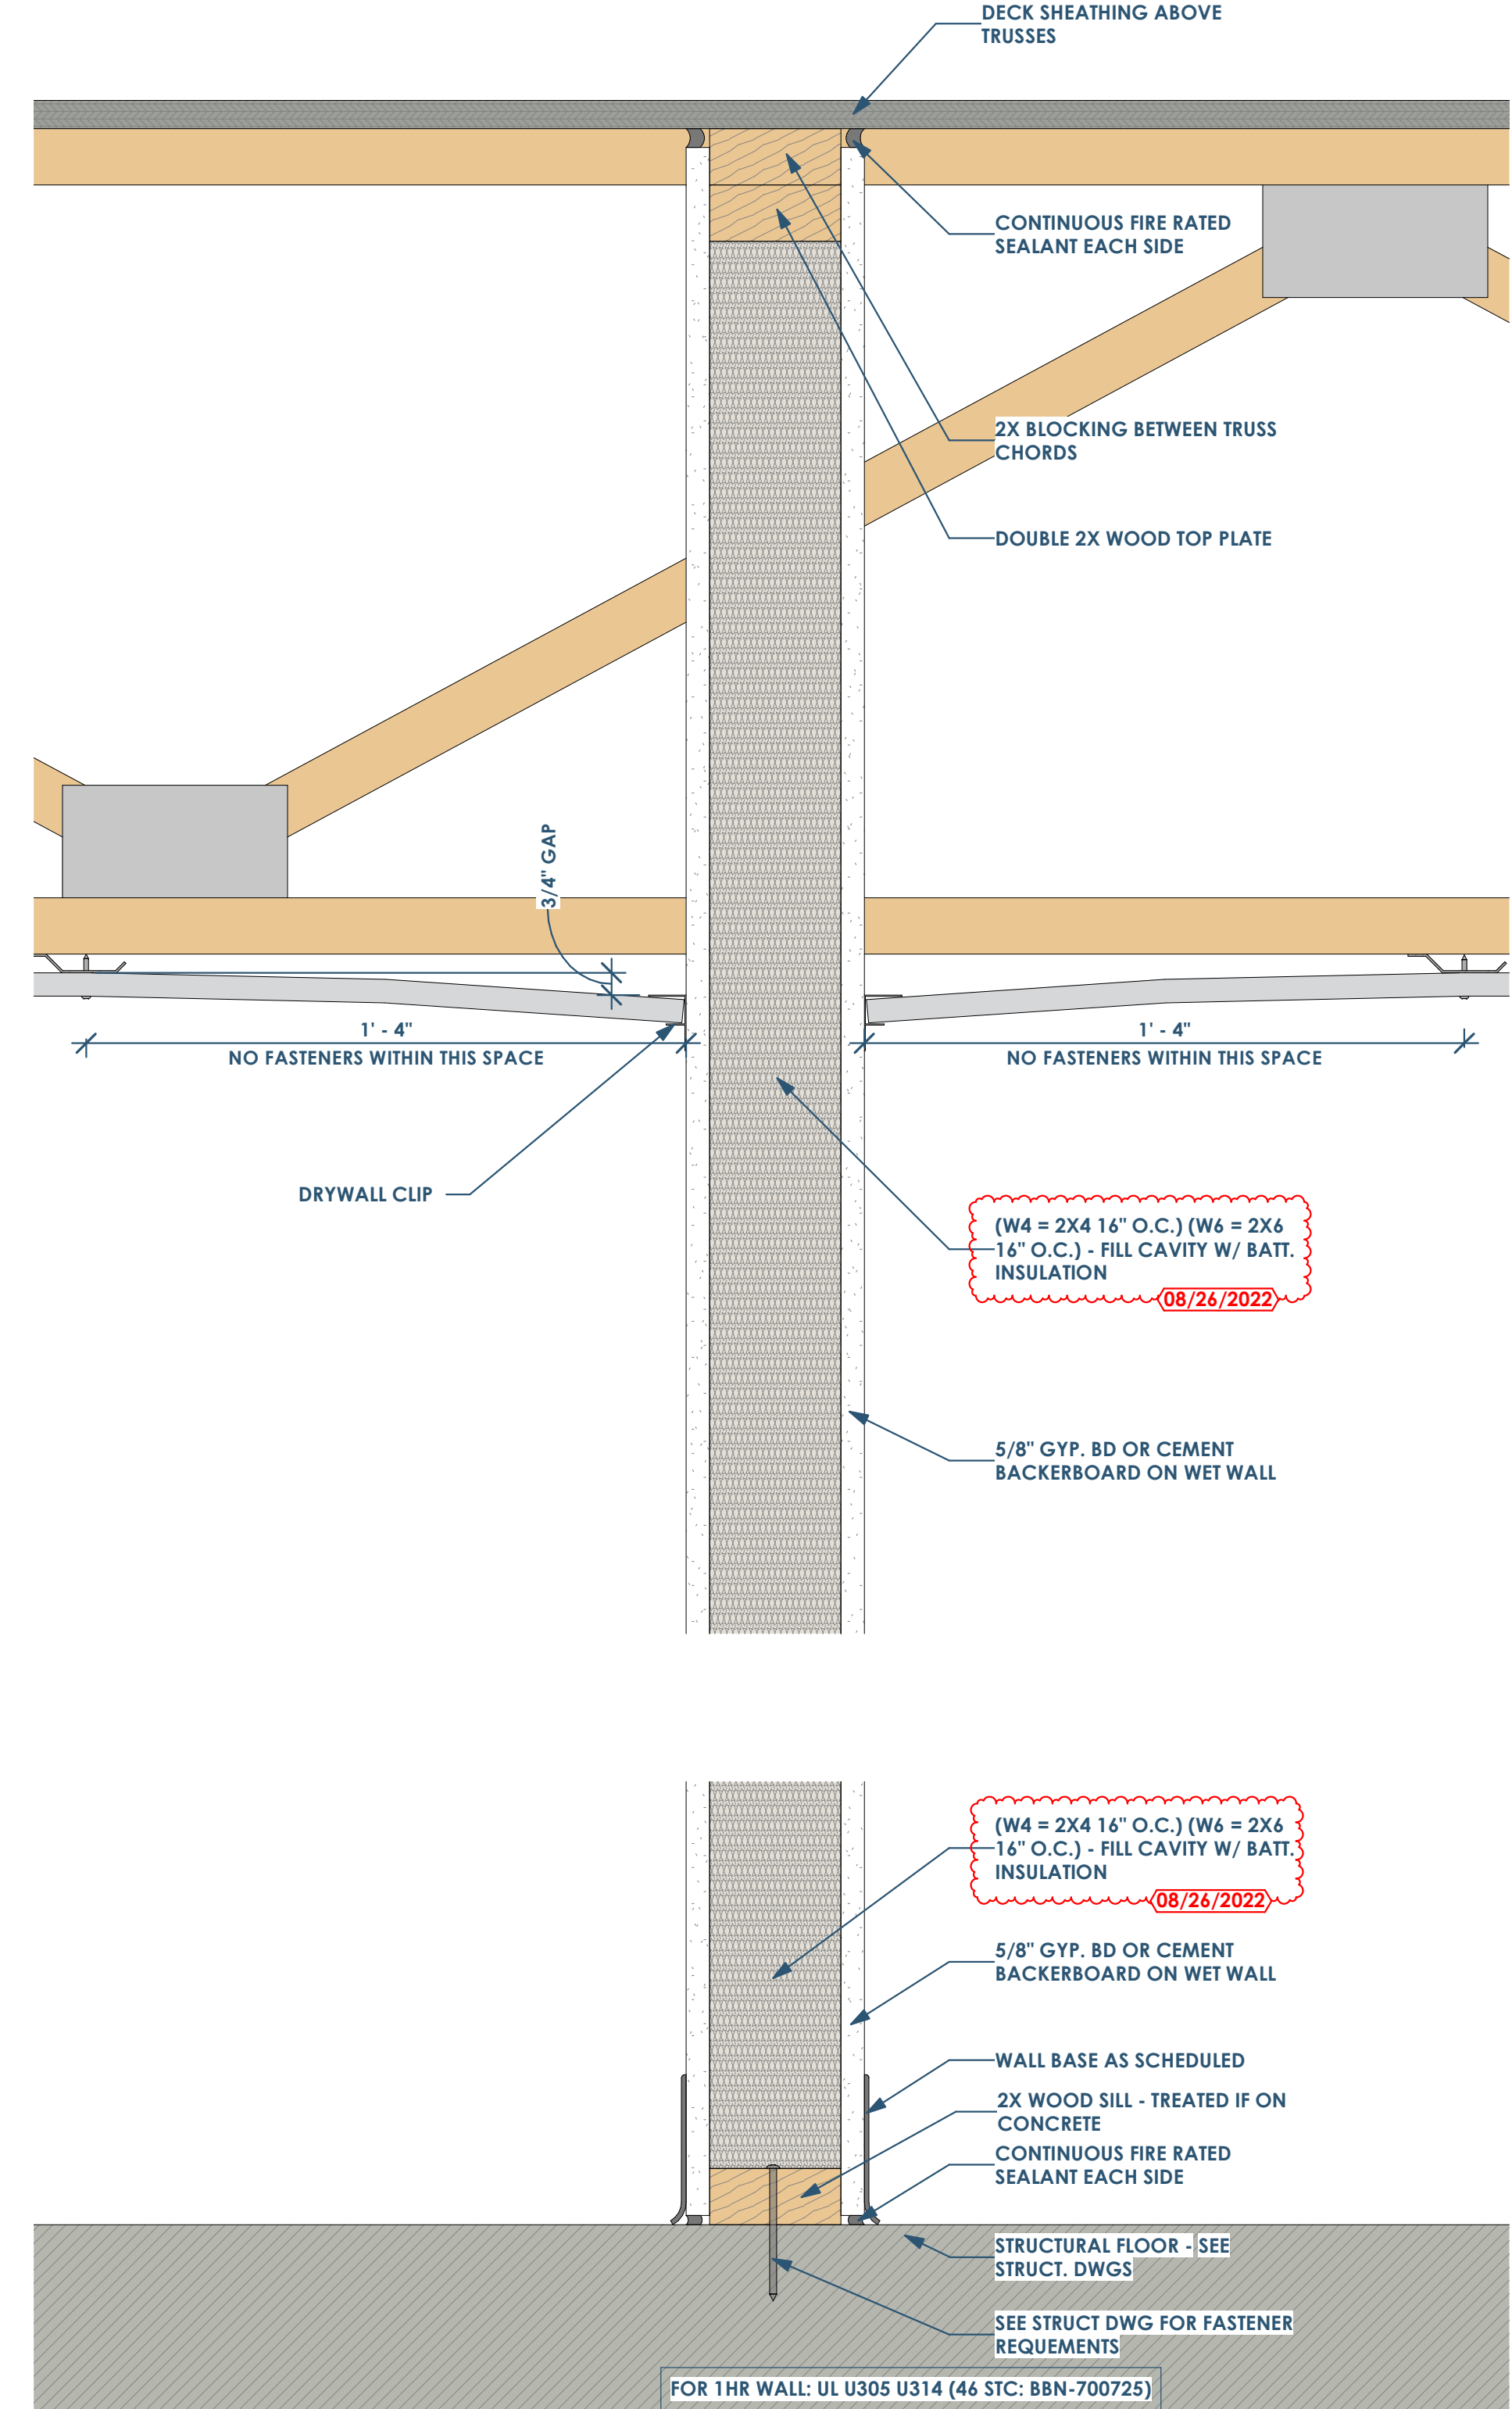 DECK SHEATHING ABOVE
TRUSSES
CONTINUOUS FIRE RATED
SEALANT EACH SIDE
2X BLOCKING BETWEEN TRUSS
CHORDS
DOUBLE 2X WOOD TOP PLATE
3/4" GAP
1' - 4"
NO FASTENERS WITHIN THIS SPACE
1' - 4"
NO FASTENERS WITHIN THIS SPACE
DRYWALL CLIP
(W4 = 2X4 16" O.C.) (W6 = 2X6
16" O.C.) - FILL CAVITY W/ BATT.
INSULATION
08/26/2022
5/8" GYP. BD OR CEMENT
BACKERBOARD ON WET WALL
(W4 = 2X4 16" O.C.) (W6 = 2X6
16" O.C.) - FILL CAVITY W/ BATT.
INSULATION
08/26/2022
5/8" GYP. BD OR CEMENT
BACKERBOARD ON WET WALL
WALL BASE AS SCHEDULED
2X WOOD SILL - TREATED IF ON
CONCRETE
CONTINUOUS FIRE RATED
SEALANT EACH SIDE
STRUCTURAL FLOOR - SEE
STRUCT. DWGS
SEE STRUCT DWG FOR FASTENER
REQUEMENTS
FOR 1HR WALL: UL U305 U314 (46 STC: BBN-700725)